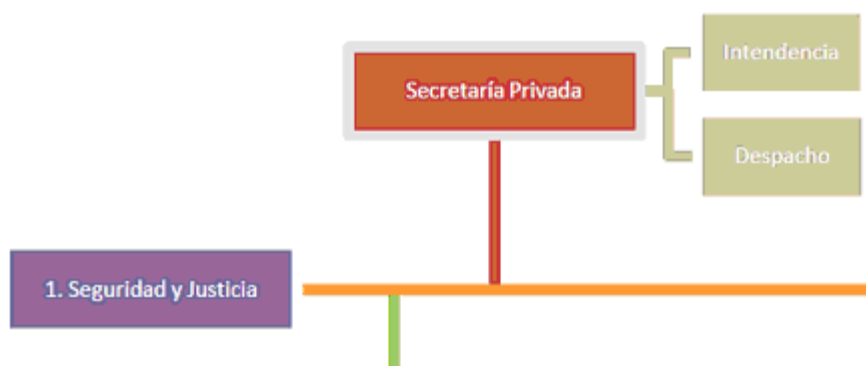 Intendencia
Secretaría Privada
Despacho
1. Seguridad y Justicia